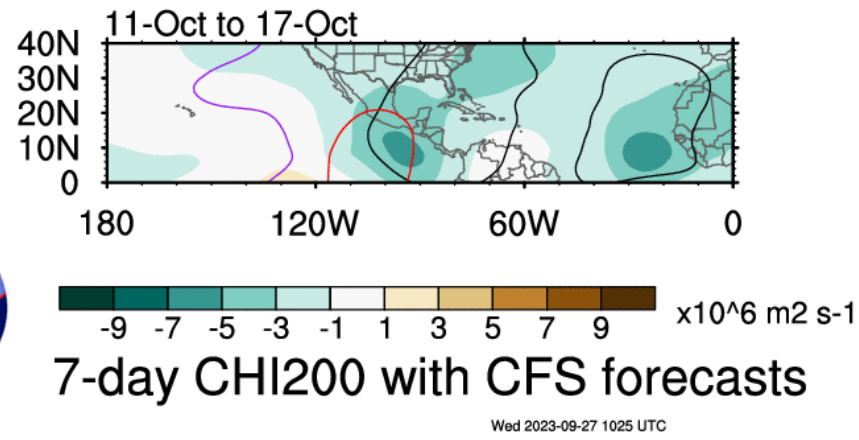 11-Oct to 17-Oct
40N
30N
20N
10N
0
180 120W 60W 0
-9 -7 -5 -3 -1 1 3 5 7 9
x10^6 m2 s-1
7-day CHI200 with CFS forecasts
Wed 2023-09-27 1025 UTC